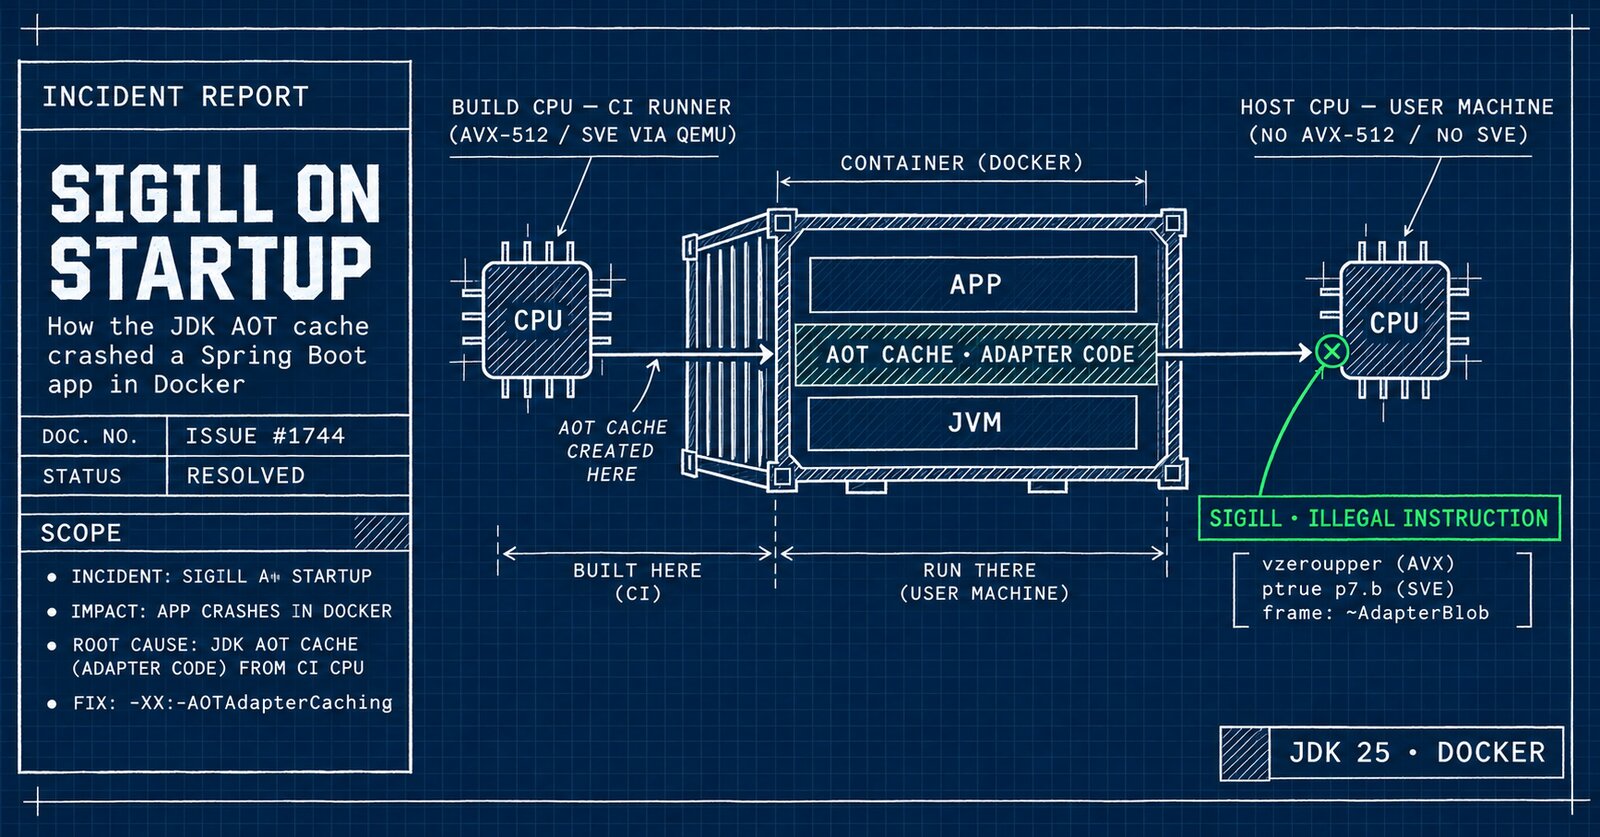 INCIDENT REPORT
SIGILL ON
STARTUP
How the JDK AOT cache
crashed a Spring Boot
app in Docker
DOC. NO.
ISSUE #1744
STATUS
RESOLVED
SCOPE
• INCIDENT: SIGILL STARTUP
• IMPACT: APP CRASHES IN DOCKER
• ROOT CAUSE: JDK AOT CACHE
(ADAPTER CODE) FROM CI CPU
• FIX: -XX:-AOTAdapterCaching
BUILD CPU — CI RUNNER
(AVX-512 / SVE VIA QEMU)
CPU
AOT CACHE
CREATED
HERE
CONTAINER (DOCKER)
APP
AOT CACHE • ADAPTER CODE
JVM
BUILT HERE
(CI)
RUN THERE
(USER MACHINE)
HOST CPU — USER MACHINE
(NO AVX-512 / NO SVE)
CPU
SIGILL • ILLEGAL INSTRUCTION
vzeroupper (AVX)
ptrue p7.b (SVE)
frame: ~AdapterBlob
JDK 25 • DOCKER